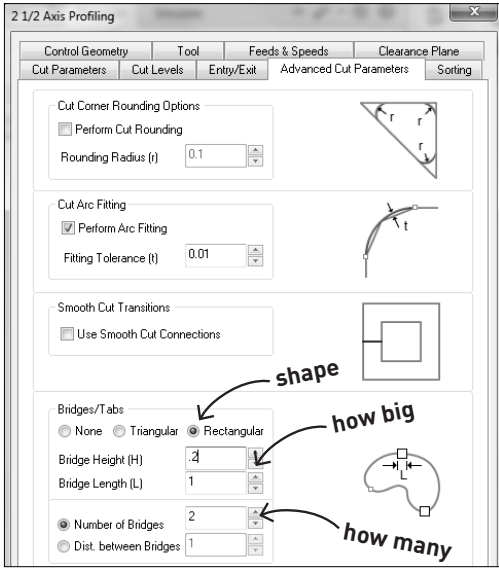 2 1/2 Axis Profiling
Control Geometry Tool Feeds & Speeds Clearance Plane
Cut Parameters Cut Levels Entry/Exit Advanced Cut Parameters Sorting
Cut Corner Rounding Options
Perform Cut Rounding
Rounding Radius (r) 0.1
r r
r
Cut Arc Fitting
Perform Arc Fitting
Fitting Tolerance (t) 0.01
t
Smooth Cut Transitions
Use Smooth Cut Connections
shape
Bridges/Tabs
None Triangular Rectangular
how big
Bridge Height (H) .2
Bridge Length (L) 1
L
Number of Bridges 2
Dist. between Bridges 1
how many